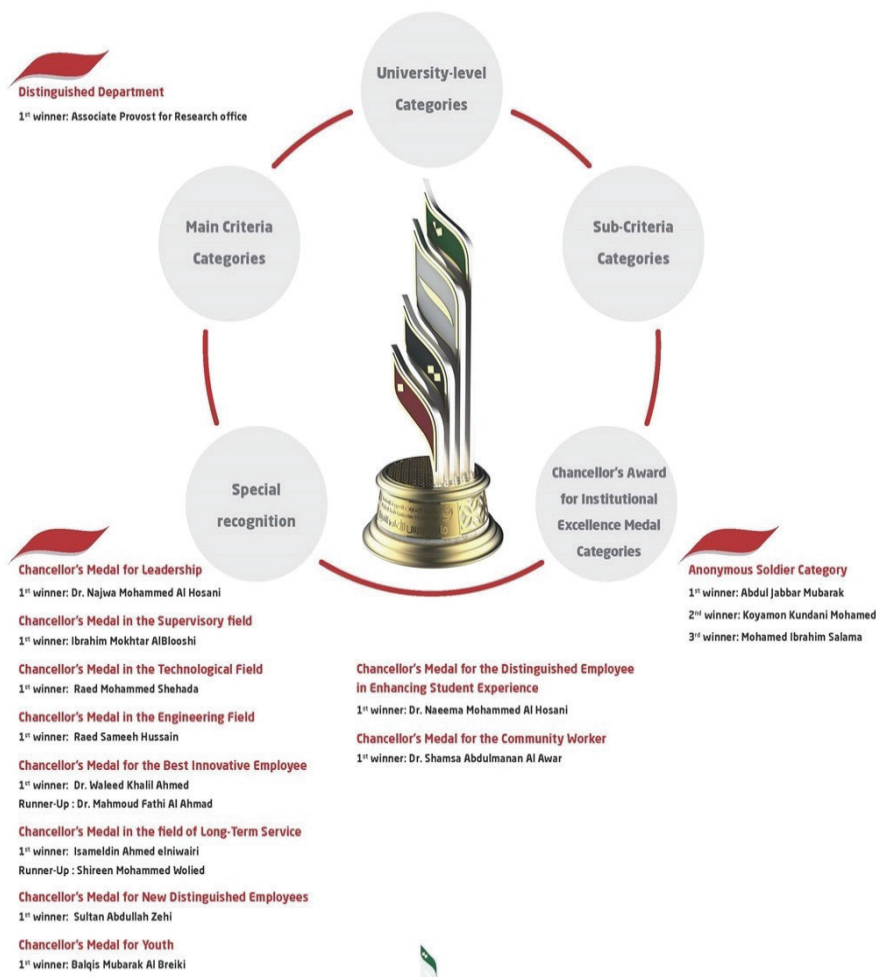 University-level
Categories
Distinguished Department
1st winner: Associate Provost for Research office
Main Criteria
Categories
Sub-Criteria
Categories
Special
recognition
Chancellor's Award
for Institutional
Excellence Medal
Categories
Chancellor's Medal for Leadership
1st winner: Dr. Najwa Mohammed Al Hosani
Chancellor's Medal in the Supervisory field
1st winner: Ibrahim Mokhtar AlBlooshi
Chancellor's Medal in the Technological Field
1st winner: Raed Mohammed Shehada
Chancellor's Medal in the Engineering Field
1st winner: Raed Sameeh Hussain
Chancellor's Medal for the Best Innovative Employee
1st winner: Dr. Waleed Khalil Ahmed
Runner-Up : Dr. Mahmoud Fathi Al Ahmad
Chancellor's Medal in the field of Long-Term Service
1st winner: Isameldin Ahmed elniwairi
Runner-Up : Shireen Mohammed Wolied
Chancellor's Medal for New Distinguished Employees
1st winner: Sultan Abdullah Zehi
Chancellor's Medal for Youth
1st winner: Balqis Mubarak Al Breiki
Chancellor's Medal for the Distinguished Employee
in Enhancing Student Experience
1st winner: Dr. Naeema Mohammed Al Hosani
Chancellor's Medal for the Community Worker
1st winner: Dr. Shamsa Abdulmanan Al Awar
Anonymous Soldier Category
1st winner: Abdul Jabbar Mubarak
2nd winner: Koyamon Kundani Mohamed
3rd winner: Mohamed Ibrahim Salama